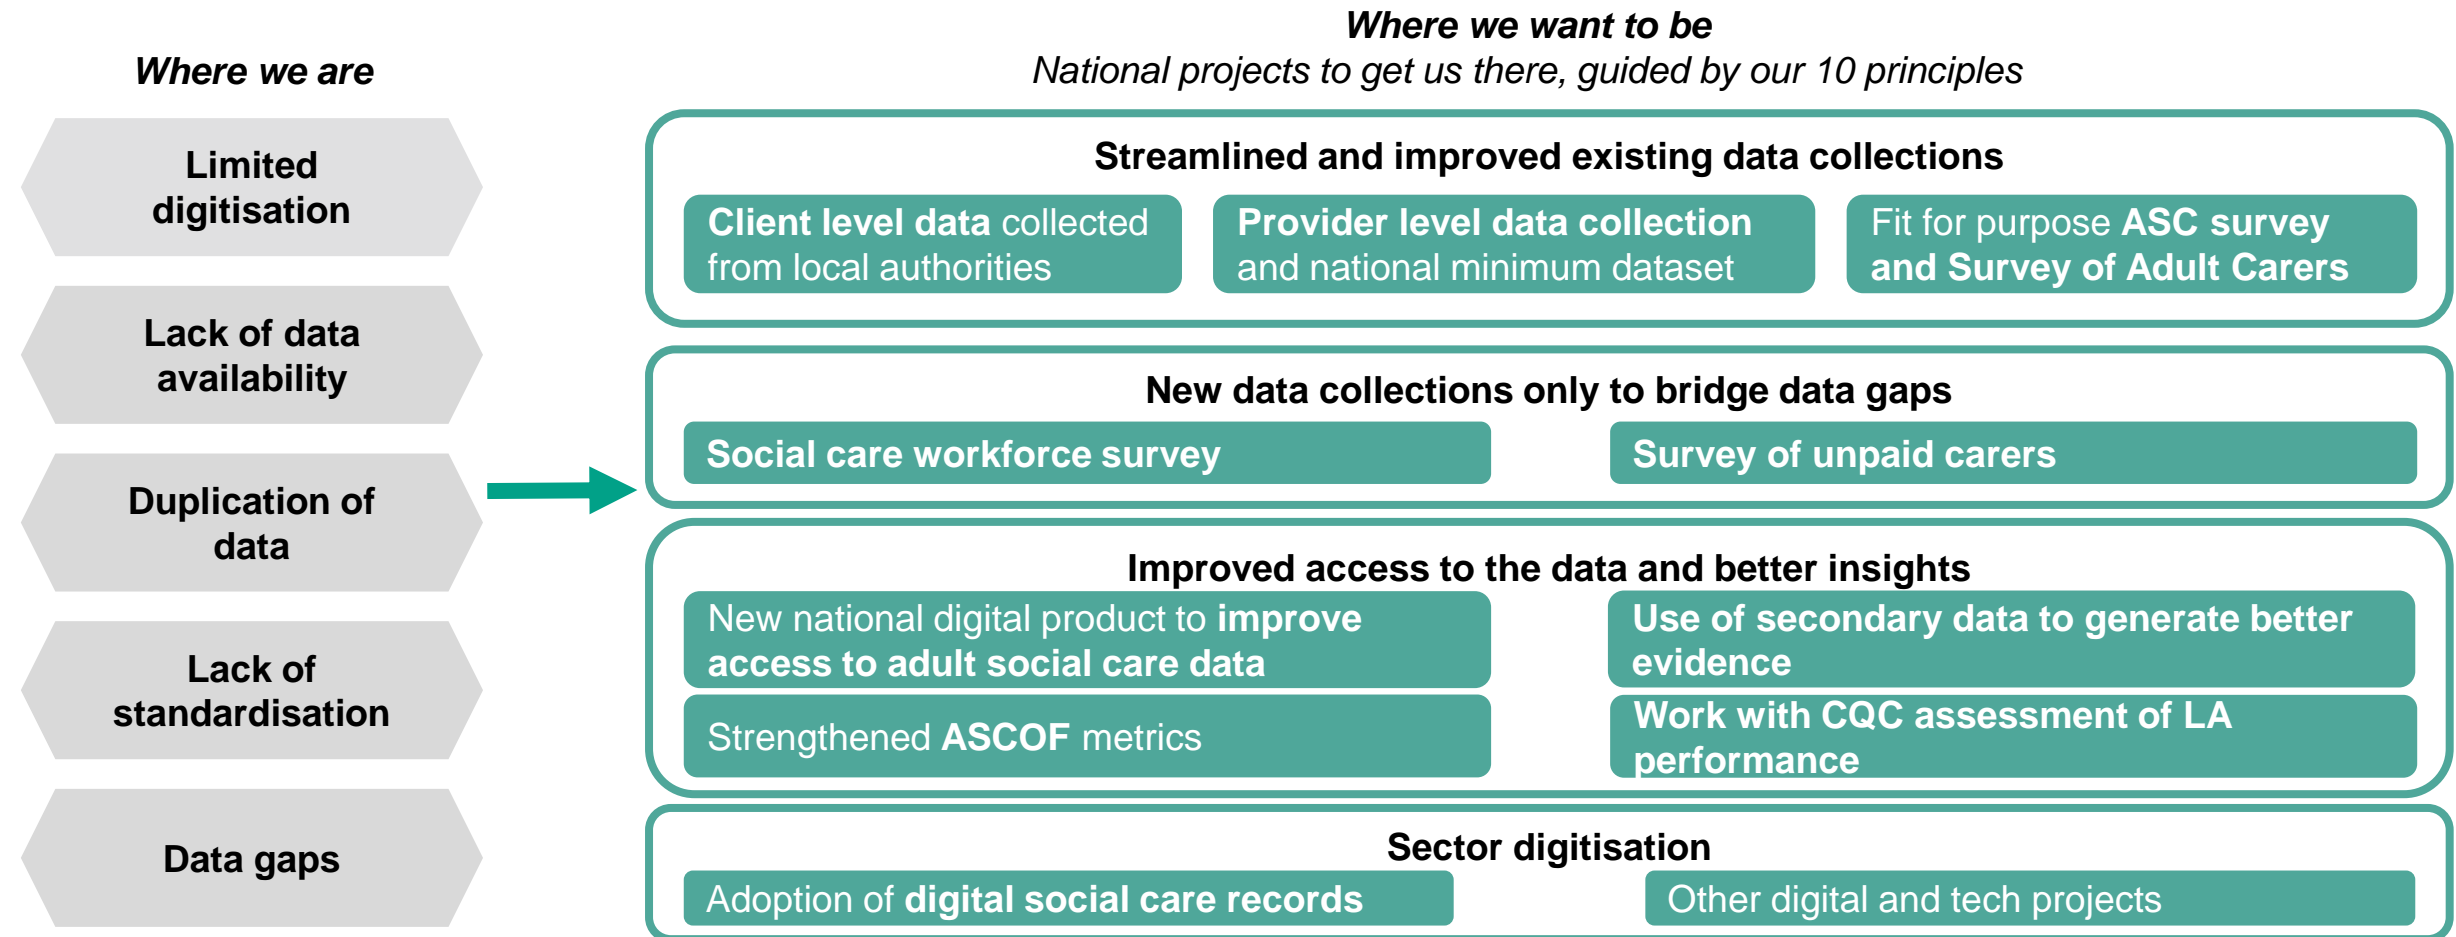 Where we are
Where we want to be
National projects to get us there, guided by our 10 principles
Limited
digitisation
Lack of data
availability
Duplication of
data
Lack of
standardisation
Data gaps
Streamlined and improved existing data collections
Client level data collected
from local authorities
Provider level data collection
and national minimum dataset
Fit for purpose ASC survey
and Survey of Adult Carers
New data collections only to bridge data gaps
Social care workforce survey
Survey of unpaid carers
Improved access to the data and better insights
New national digital product to improve
access to adult social care data
Use of secondary data to generate better
evidence
Strengthened ASCOF metrics
Work with CQC assessment of LA
performance
Sector digitisation
Adoption of digital social care records
Other digital and tech projects